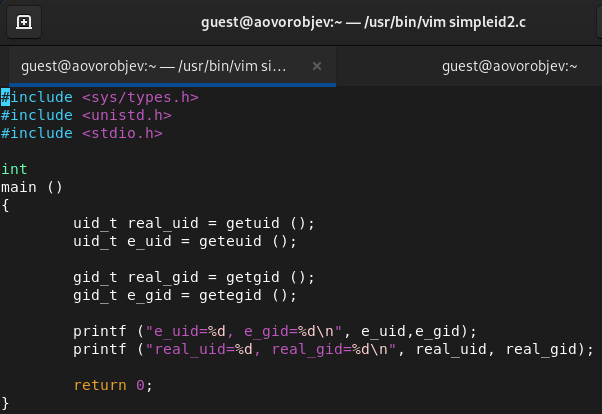 guest@aovorobjev:~ — /usr/bin/vim simpleid2.c
guest@aovorobjev:~ — /usr/bin/vim si… × guest@aovorobjev:~
#include <sys/types.h>
#include <unistd.h>
#include <stdio.h>

int
main ()
{
        uid_t real_uid = getuid ();
        uid_t e_uid = geteuid ();

        gid_t real_gid = getgid ();
        gid_t e_gid = getegid ();

        printf ("e_uid=%d, e_gid=%d\n", e_uid,e_gid);
        printf ("real_uid=%d, real_gid=%d\n", real_uid, real_gid);

        return 0;
}